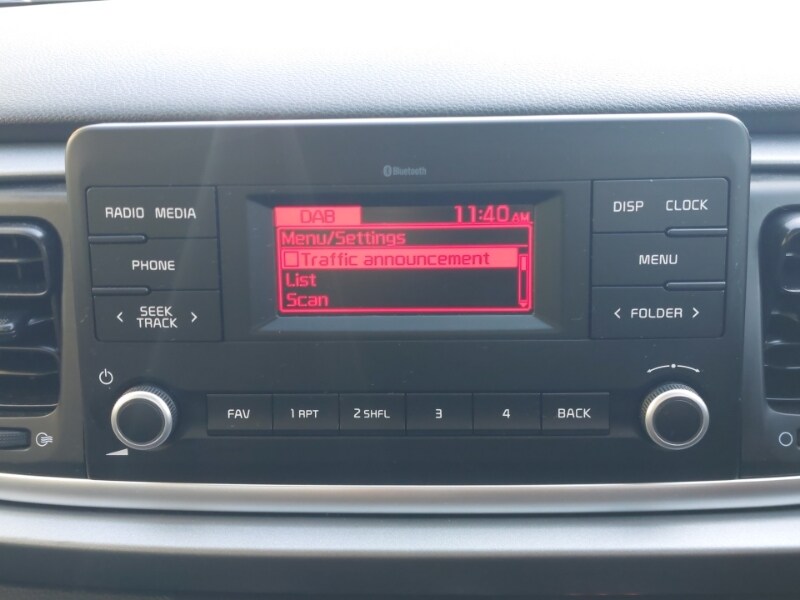 Bluetooth
RADIO MEDIA
PHONE
< SEEK TRACK >
DAB 11:40 AM
Menu/Settings
Traffic announcement
List
Scan
DISP CLOCK
MENU
< FOLDER >
FAV 1 RPT 2 SHFL 3 4 BACK